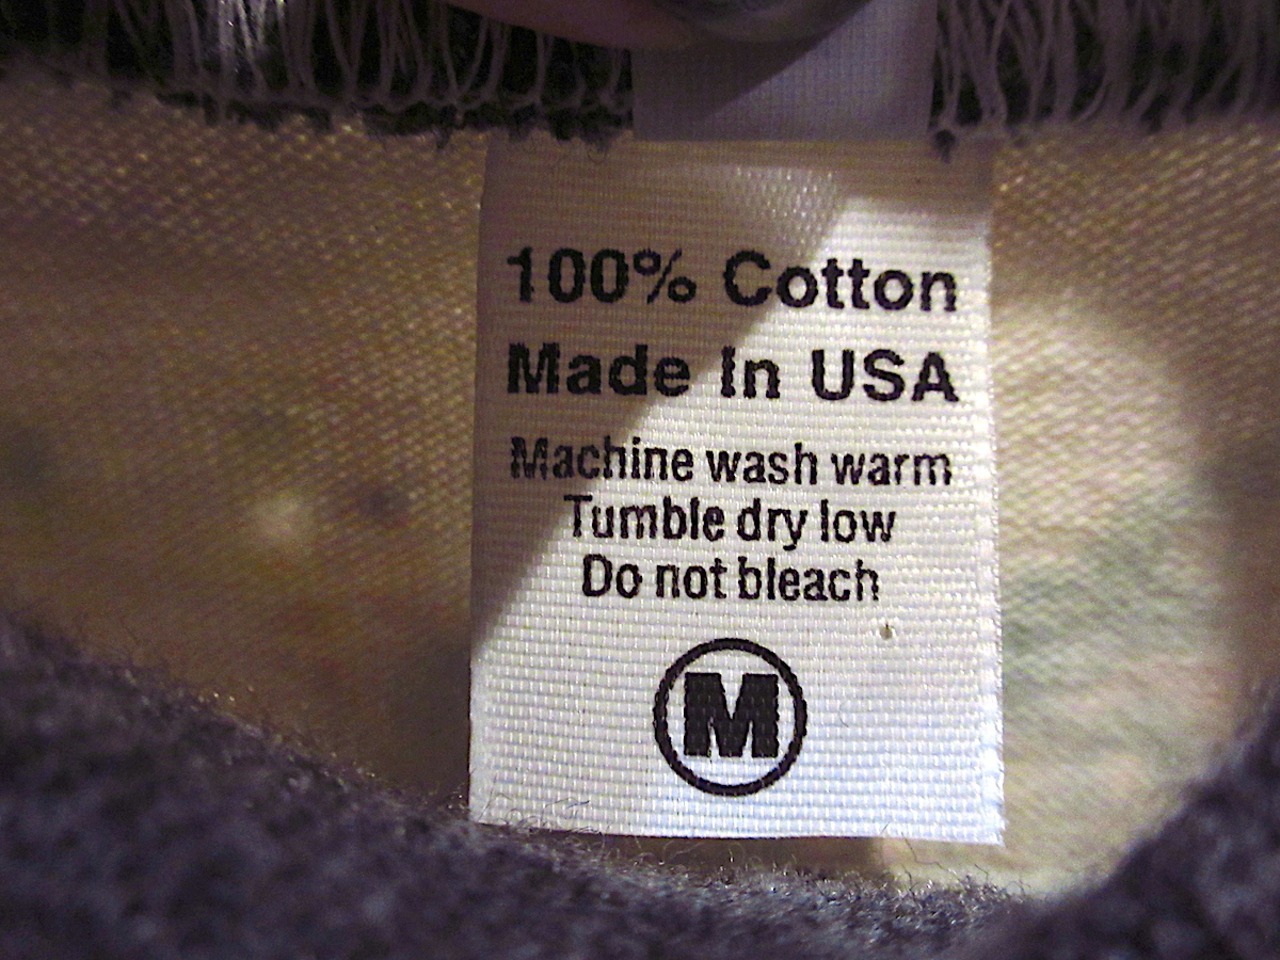 100% Cotton
Made In USA
Machine wash warm
Tumble dry low
Do not bleach
M